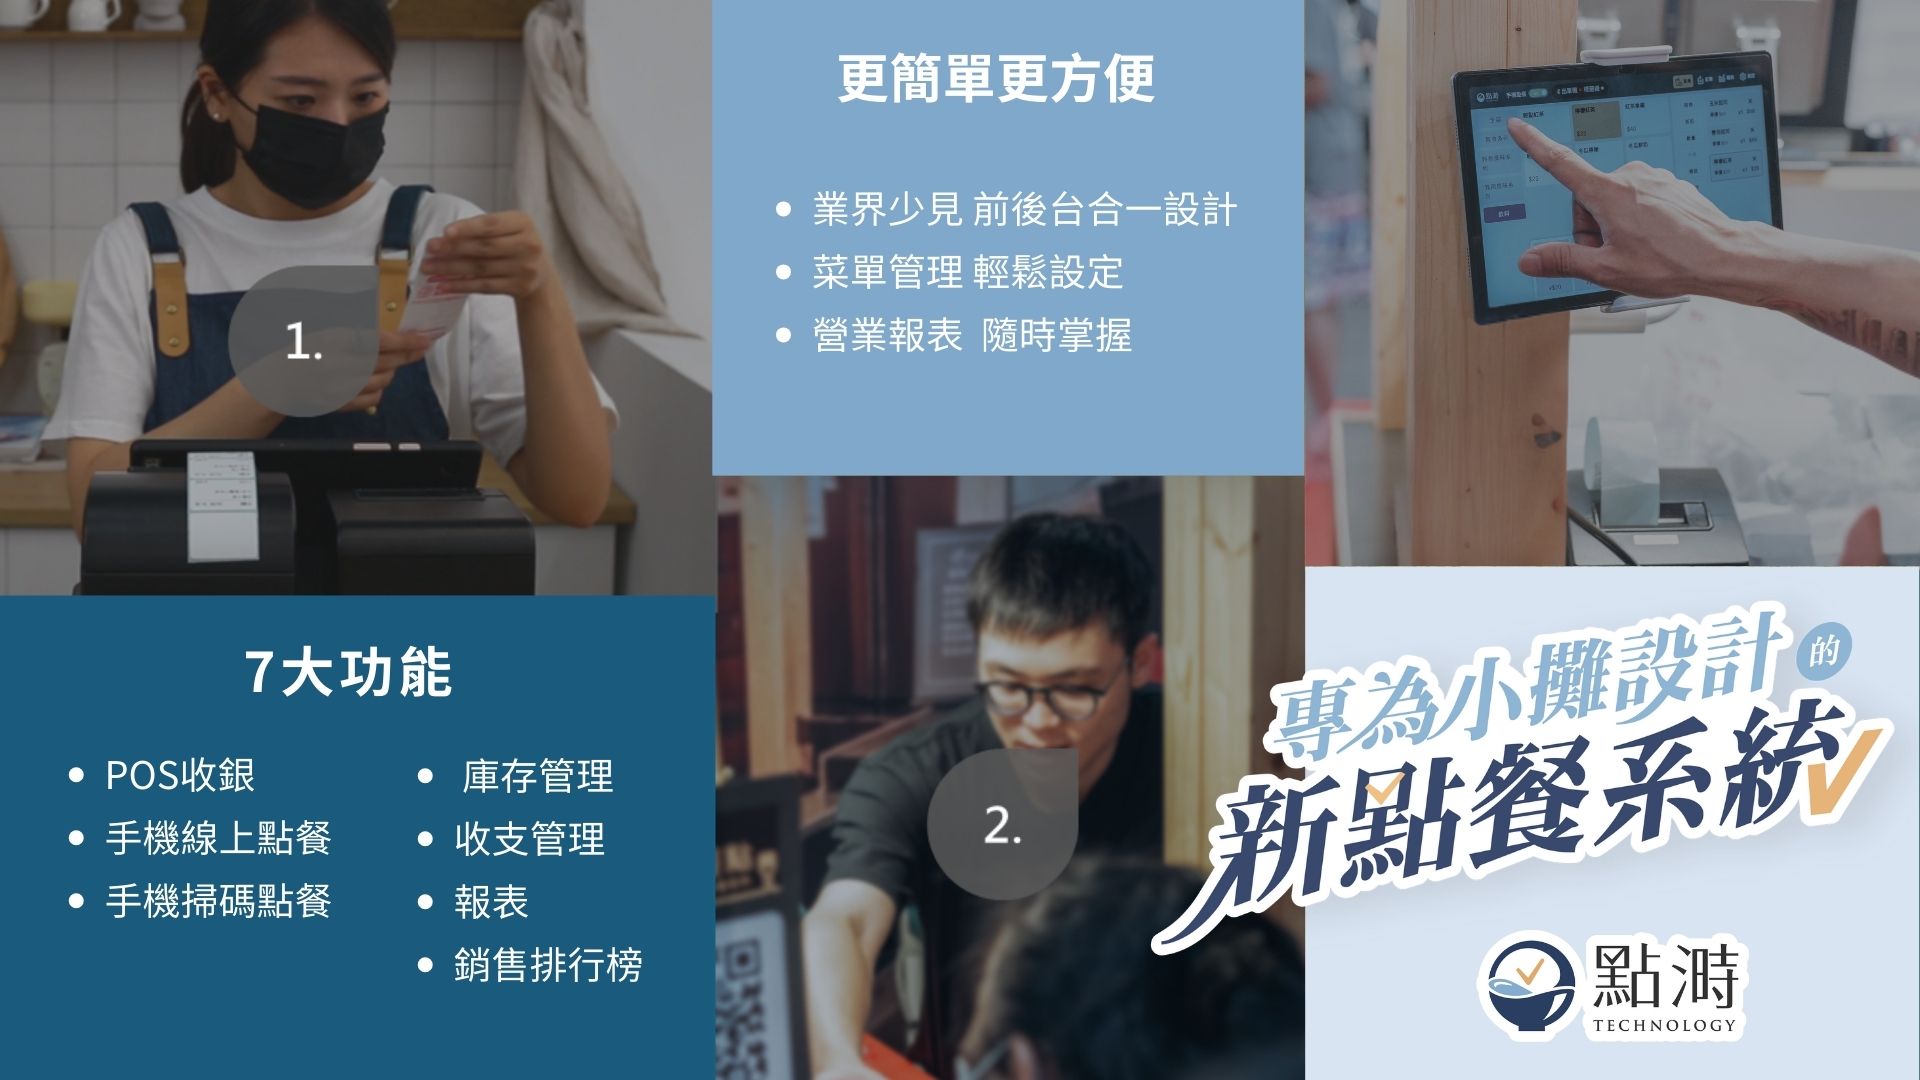 1.
更簡單更方便
業界少見 前後台合一設計
菜單管理 輕鬆設定
營業報表 隨時掌握
點溡
7大功能
POS收銀
手機線上點餐
手機掃碼點餐
庫存管理
收支管理
報表
銷售排行榜
2.
專為小攤設計的
新點餐系統
點溡
TECHNOLOGY